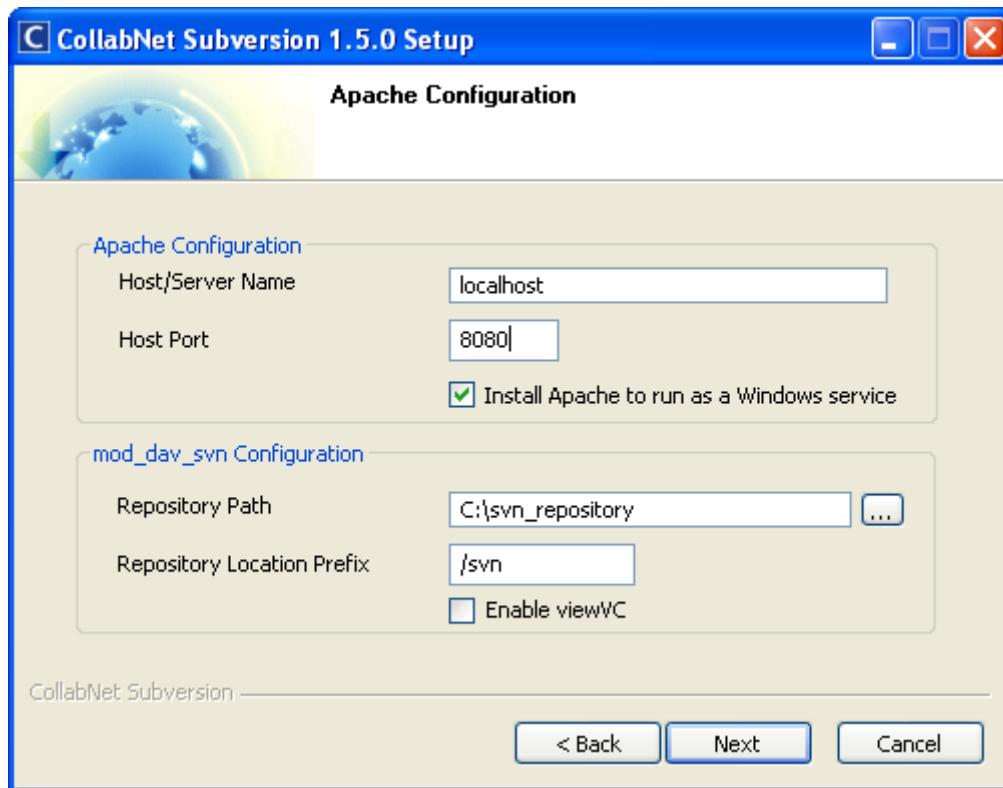 C CollabNet Subversion 1.5.0 Setup
Apache Configuration
Apache Configuration
Host/Server Name localhost
Host Port 8080
Install Apache to run as a Windows service
mod_dav_svn Configuration
Repository Path C:\svn_repository ...
Repository Location Prefix /svn
Enable viewVC
CollabNet Subversion
< Back Next Cancel